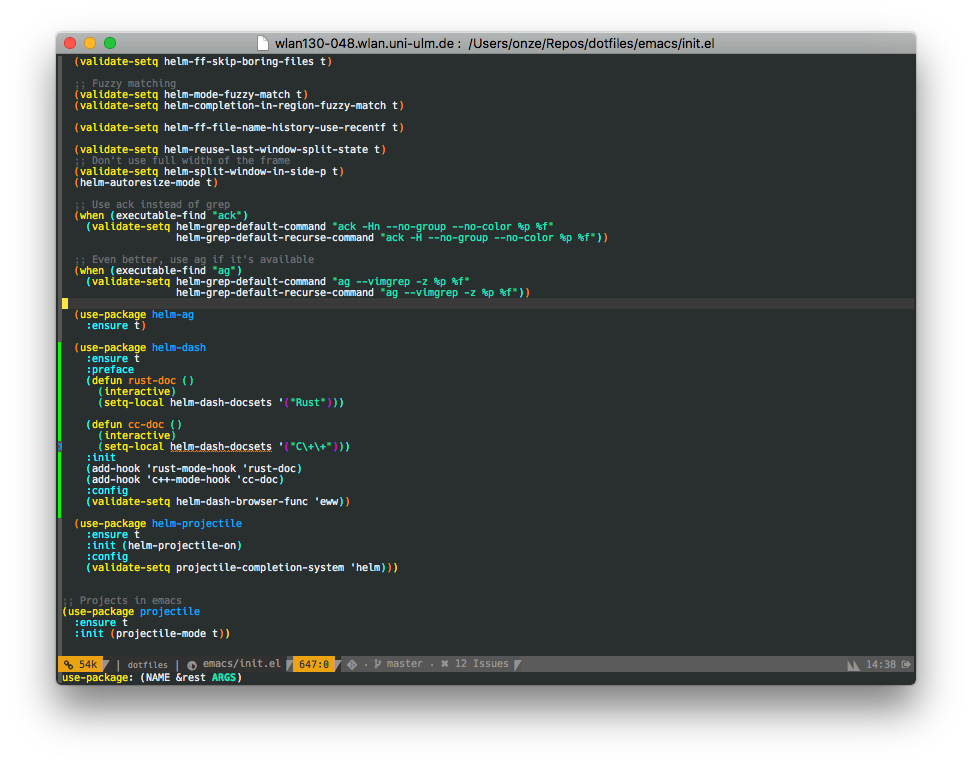 wlan130-048.wlan.uni-ulm.de : /Users/onze/Repos/dotfiles/emacs/init.el
(validate-setq helm-ff-skip-boring-files t)
;; Fuzzy matching
(validate-setq helm-mode-fuzzy-match t)
(validate-setq helm-completion-in-region-fuzzy-match t)
(validate-setq helm-ff-file-name-history-use-recentf t)
(validate-setq helm-reuse-last-window-split-state t)
;; Don't use full width of the frame
(validate-setq helm-split-window-in-side-p t)
(helm-autoresize-mode t)
;; Use ack instead of grep
(when (executable-find "ack")
(validate-setq helm-grep-default-command "ack -Hn --no-group --no-color %p %f"
helm-grep-default-recurse-command "ack -H --no-group --no-color %p %f"))
;; Even better, use ag if it's available
(when (executable-find "ag")
(validate-setq helm-grep-default-command "ag --vimgrep -z %p %f"
helm-grep-default-recurse-command "ag --vimgrep -z %p %f"))
(use-package helm-ag
:ensure t)
(use-package helm-dash
:ensure t
:preface
(defun rust-doc ()
(interactive)
(setq-local helm-dash-docsets '("Rust")))
(defun cc-doc ()
(interactive)
(setq-local helm-dash-docsets '("C\+\+")))
:init
(add-hook 'rust-mode-hook 'rust-doc)
(add-hook 'c++-mode-hook 'cc-doc)
:config
(validate-setq helm-dash-browser-func 'eww))
(use-package helm-projectile
:ensure t
:init (helm-projectile-on)
:config
(validate-setq projectile-completion-system 'helm)))
;; Projects in emacs
(use-package projectile
:ensure t
:init (projectile-mode t))
54k | dotfiles | emacs/init.el 647:0 · master · 12 Issues 14:38
use-package: (NAME &rest ARGS)